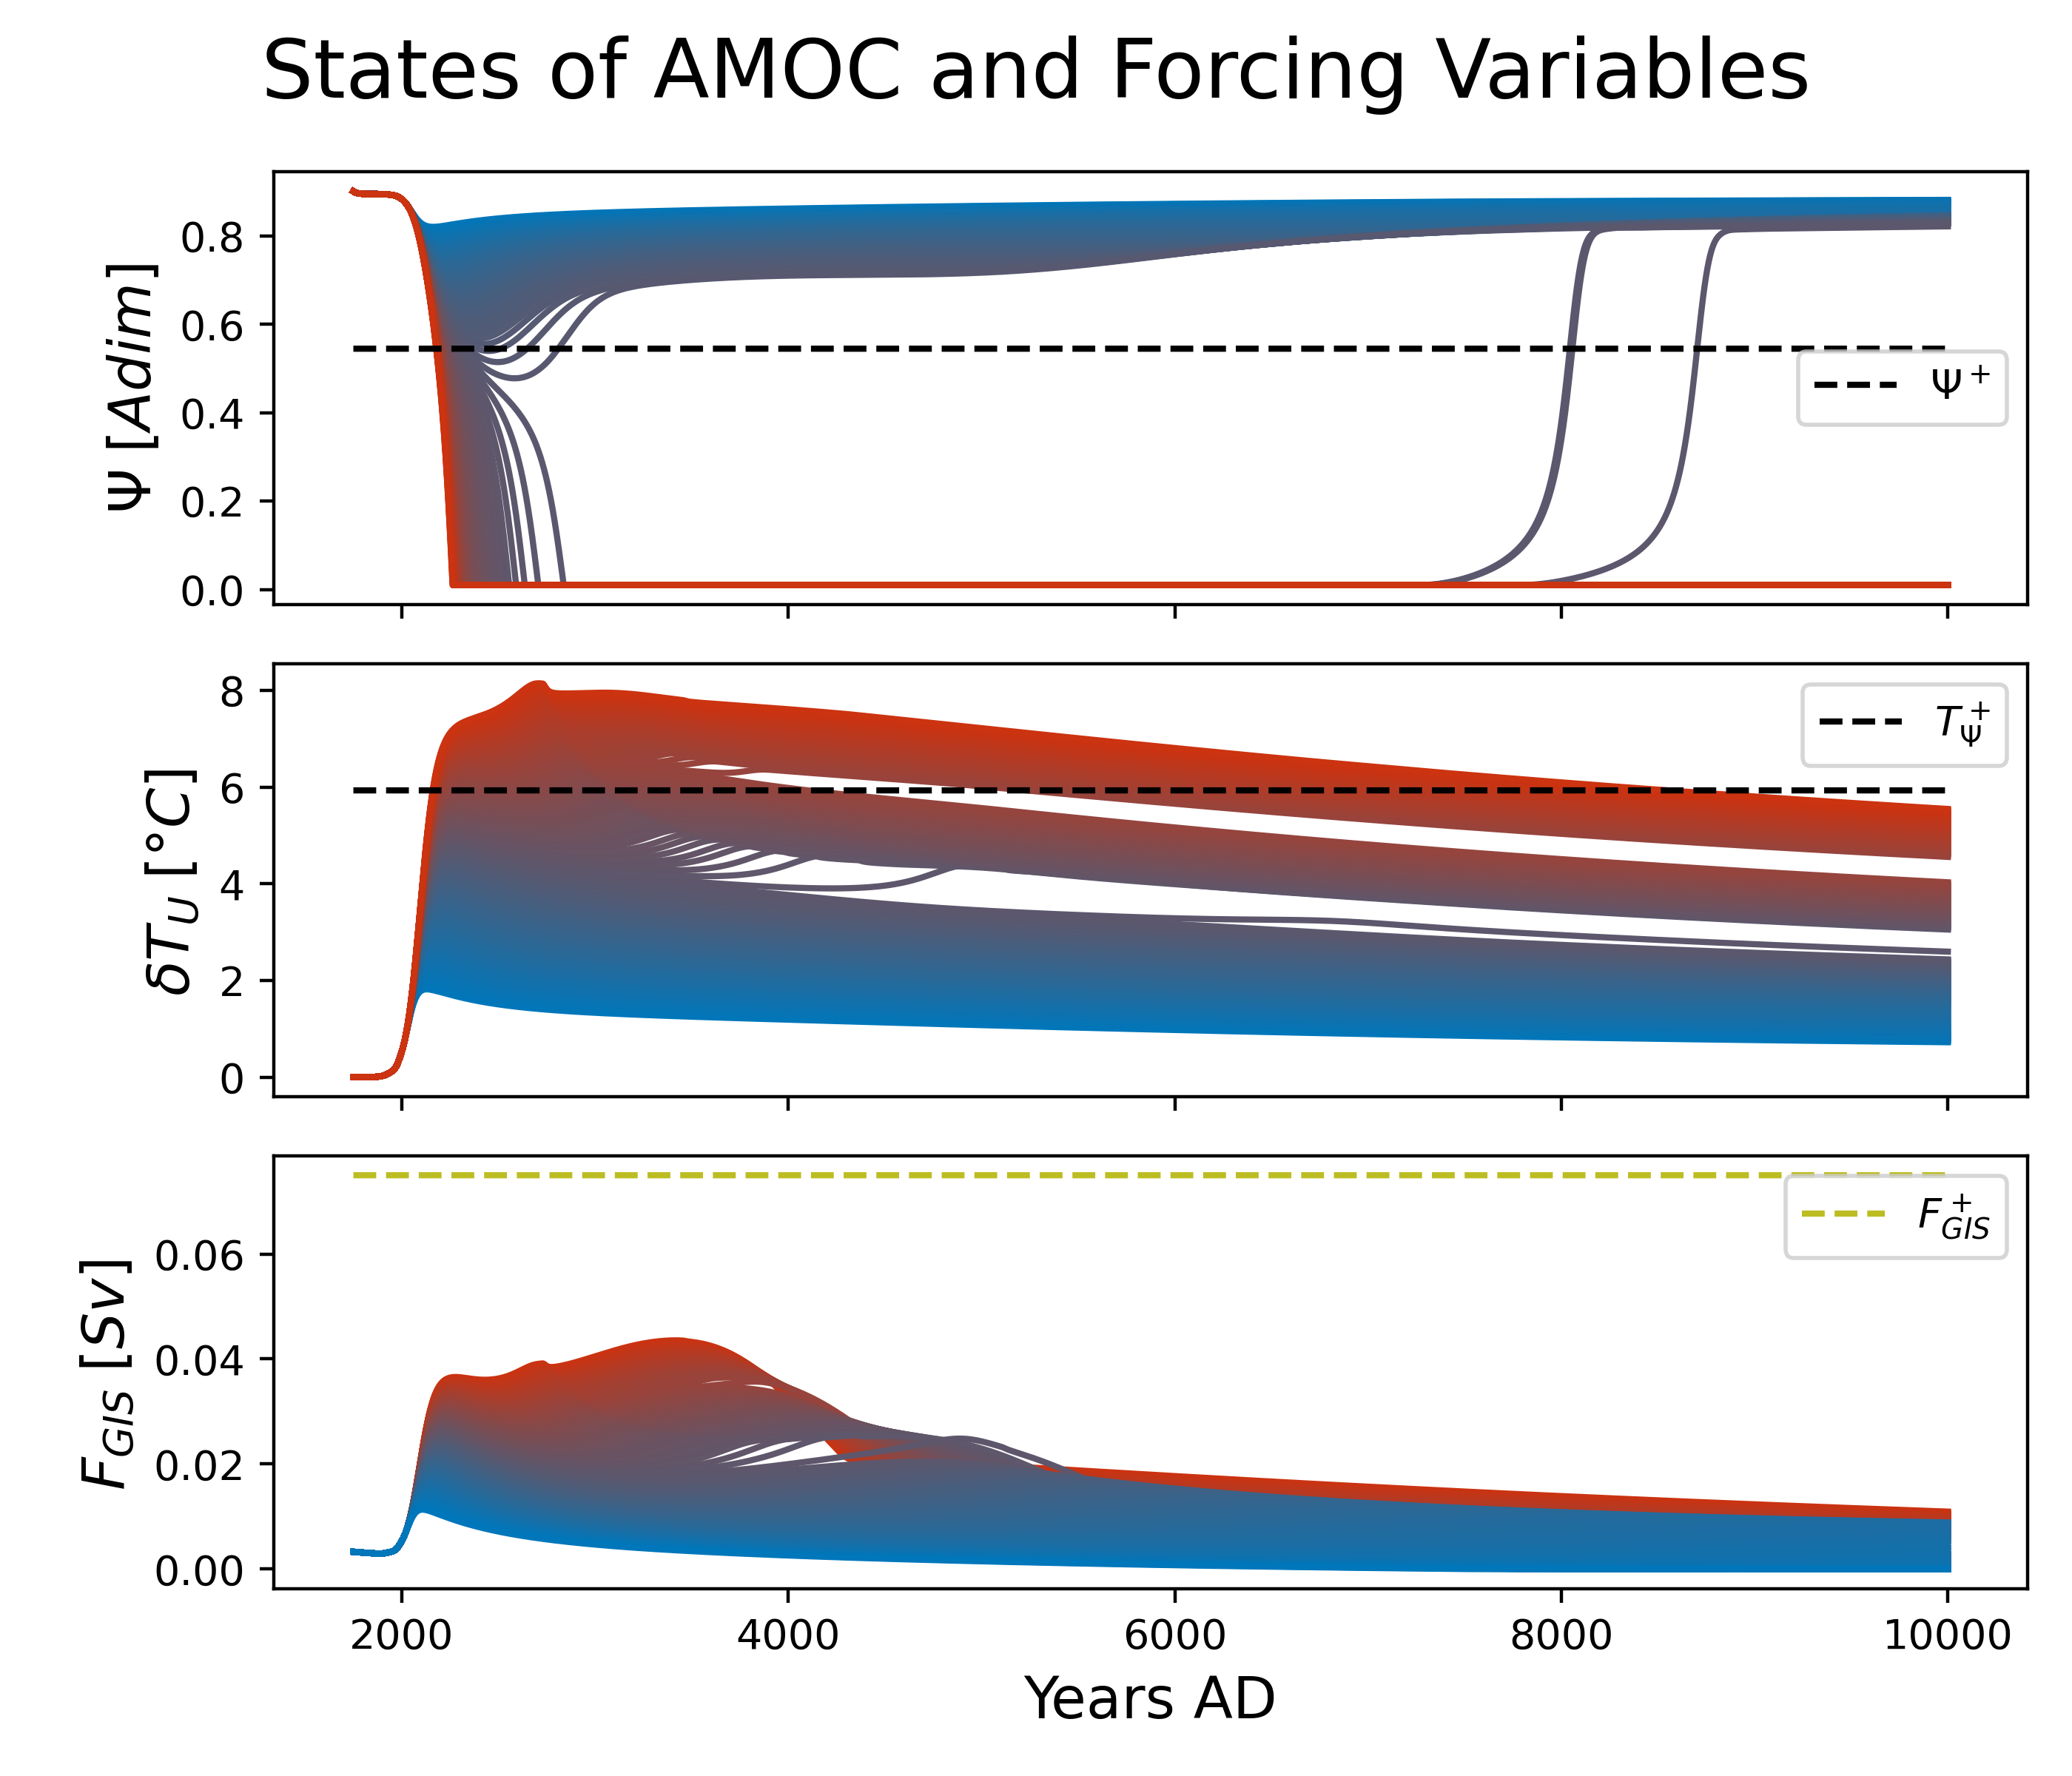 States of AMOC and Forcing Variables
Ψ [Adim]
0.8
0.6
0.4
0.2
0.0
Ψ⁺
δT_U [°C]
8
6
4
2
0
T_Ψ⁺
F_GIS [Sv]
0.06
0.04
0.02
0.00
F_GIS⁺
2000 4000 6000 8000 10000
Years AD